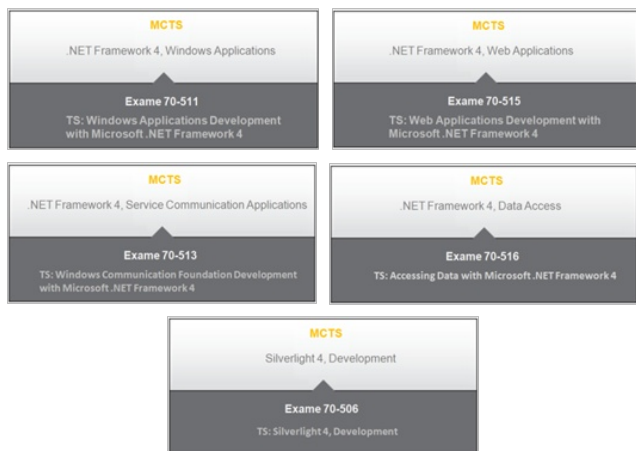 MCTS
.NET Framework 4, Windows Applications
Exame 70-511
TS: Windows Applications Development
with Microsoft .NET Framework 4
MCTS
.NET Framework 4, Web Applications
Exame 70-515
TS: Web Applications Development with
Microsoft .NET Framework 4
MCTS
.NET Framework 4, Service Communication Applications
Exame 70-513
TS: Windows Communication Foundation Development
with Microsoft .NET Framework 4
MCTS
.NET Framework 4, Data Access
Exame 70-516
TS: Accessing Data with Microsoft .NET Framework 4
MCTS
Silverlight 4, Development
Exame 70-506
TS: Silverlight 4, Development